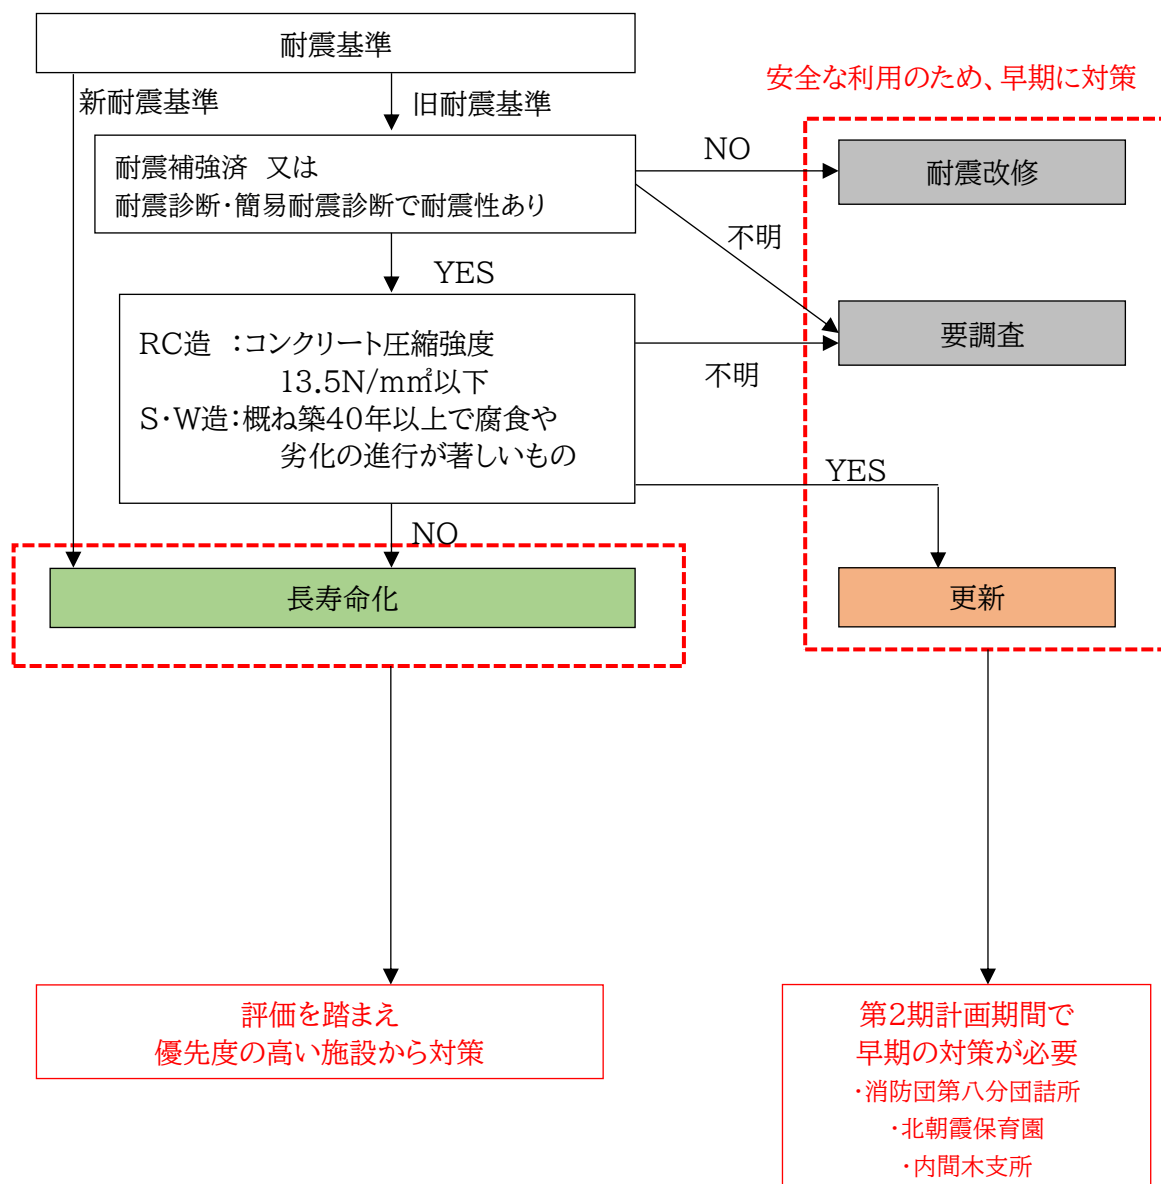 耐震基準
安全な利用のため、早期に対策
新耐震基準
旧耐震基準
耐震補強済　又は
耐震診断・簡易耐震診断で耐震性あり
NO
耐震改修
不明
YES
RC造　：コンクリート圧縮強度
13.5N/m㎡以下
S・W造：概ね築40年以上で腐食や
劣化の進行が著しいもの
要調査
不明
YES
NO
長寿命化
更新
評価を踏まえ
優先度の高い施設から対策
第2期計画期間で
早期の対策が必要
・消防団第八分団詰所
・北朝霞保育園
・内間木支所